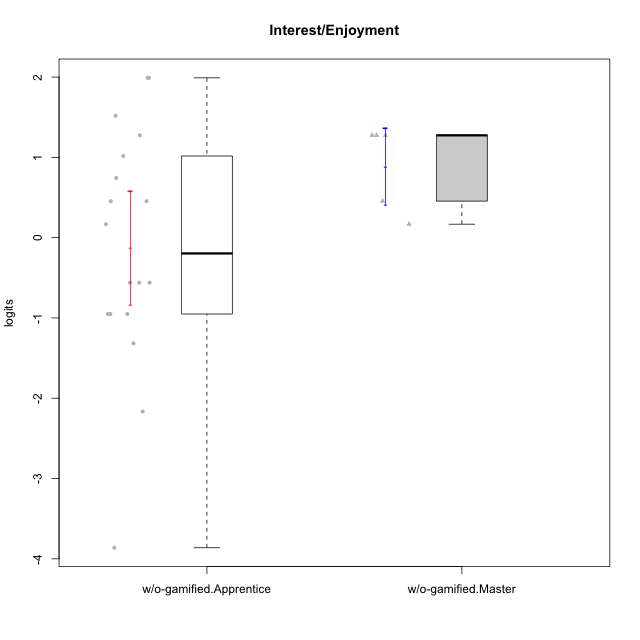 Interest/Enjoyment
logits
2
1
0
-1
-2
-3
-4
w/o-gamified.Apprentice
w/o-gamified.Master